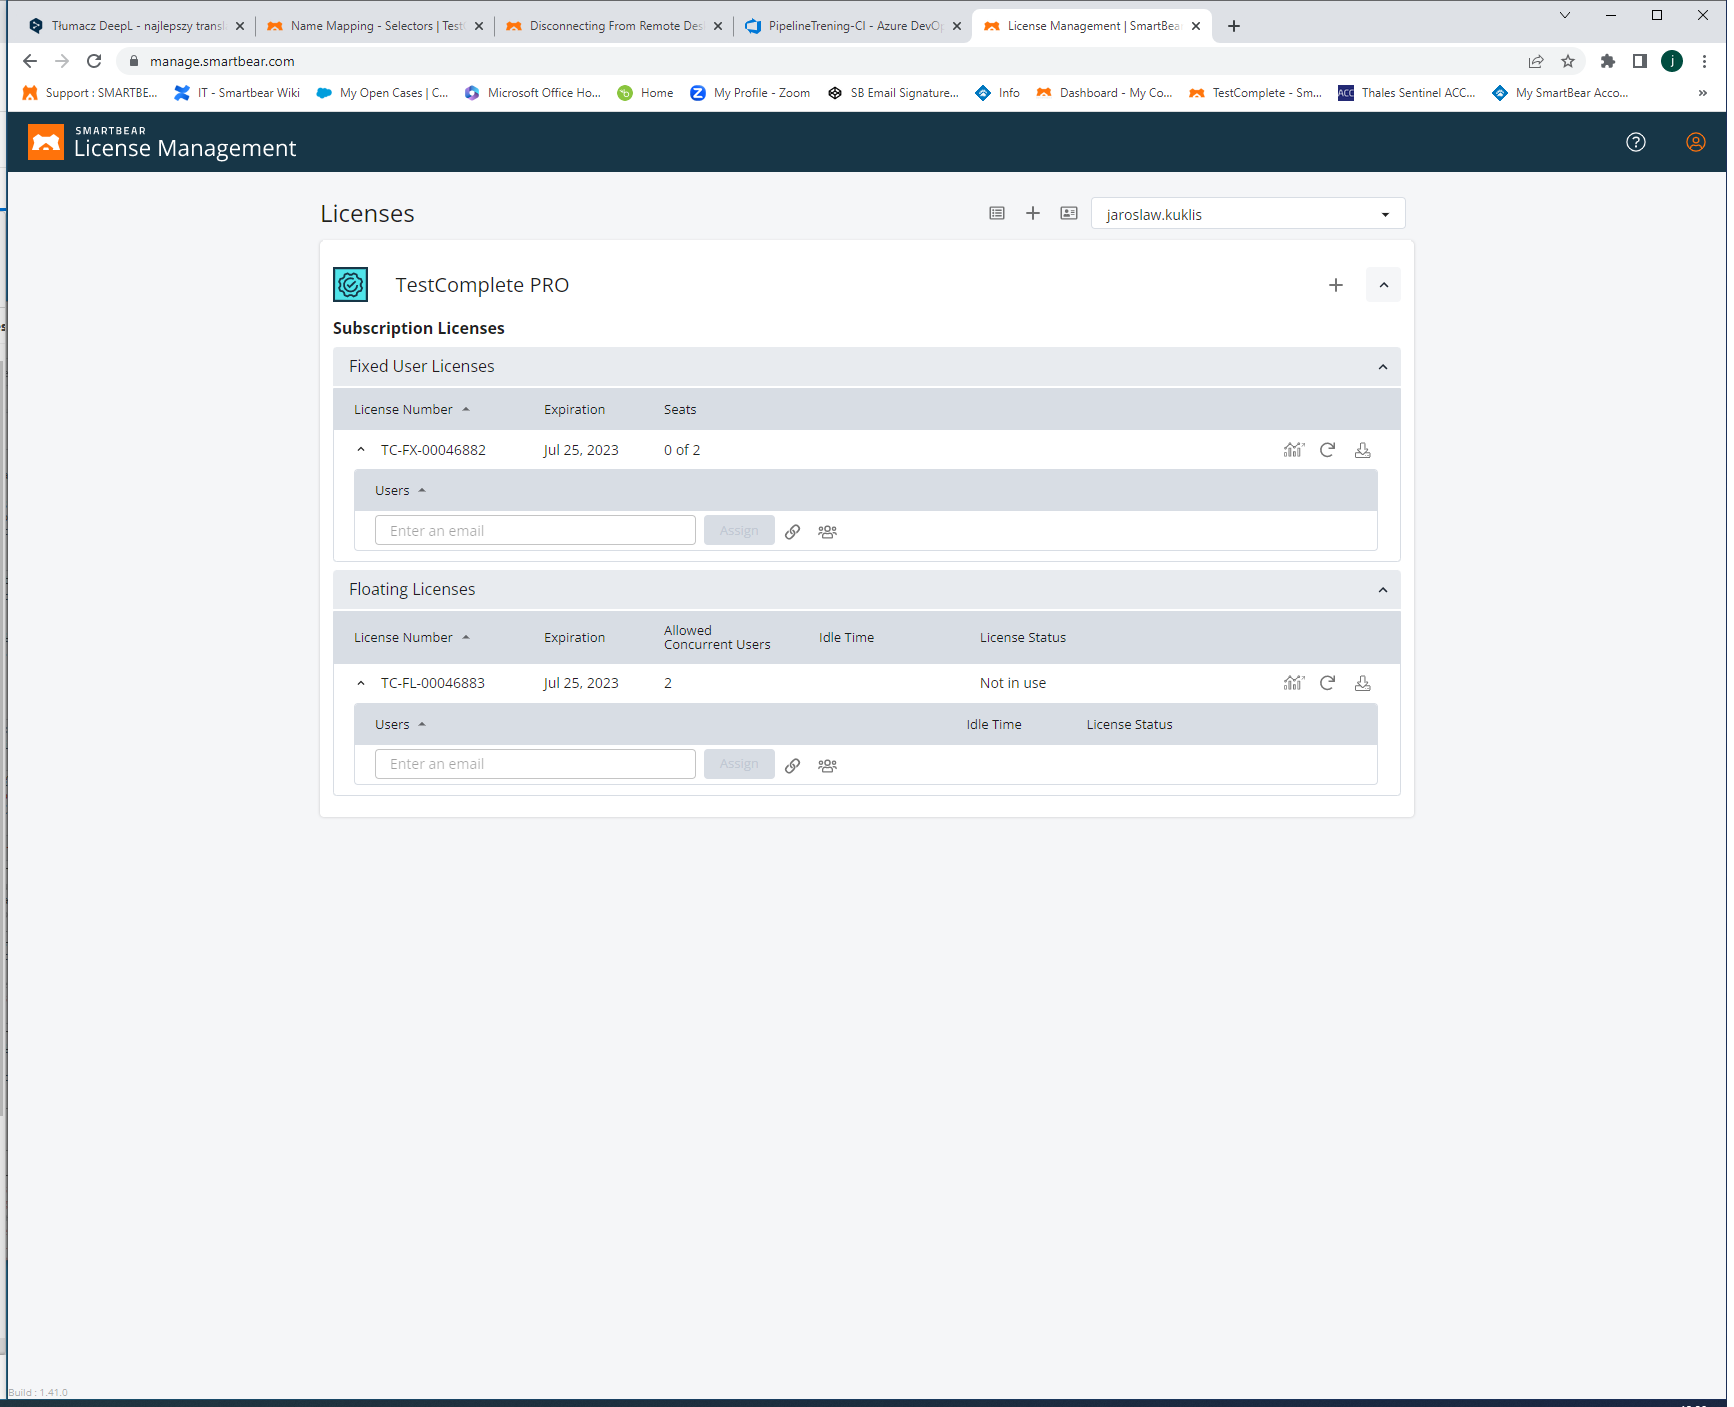 Tłumacz DeepL - najlepszy transl
Name Mapping - Selectors | Test
Disconnecting From Remote Des
PipelineTrening-CI - Azure DevOp
License Management | SmartBear
manage.smartbear.com
j
Support : SMARTBE...
IT - Smartbear Wiki
My Open Cases | C...
Microsoft Office Ho...
Home
My Profile - Zoom
SB Email Signature...
Info
Dashboard - My Co...
TestComplete - Sm...
ACC
Thales Sentinel ACC...
My SmartBear Acco...
»
SMARTBEAR
License Management
Licenses
jaroslaw.kuklis
TestComplete PRO
Subscription Licenses
Fixed User Licenses
License Number
Expiration
Seats
TC-FX-00046882
Jul 25, 2023
0 of 2
Users
Enter an email
Assign
Floating Licenses
License Number
Expiration
Allowed
Concurrent Users
Idle Time
License Status
TC-FL-00046883
Jul 25, 2023
2
Not in use
Users
Idle Time
License Status
Enter an email
Assign
Build : 1.41.0